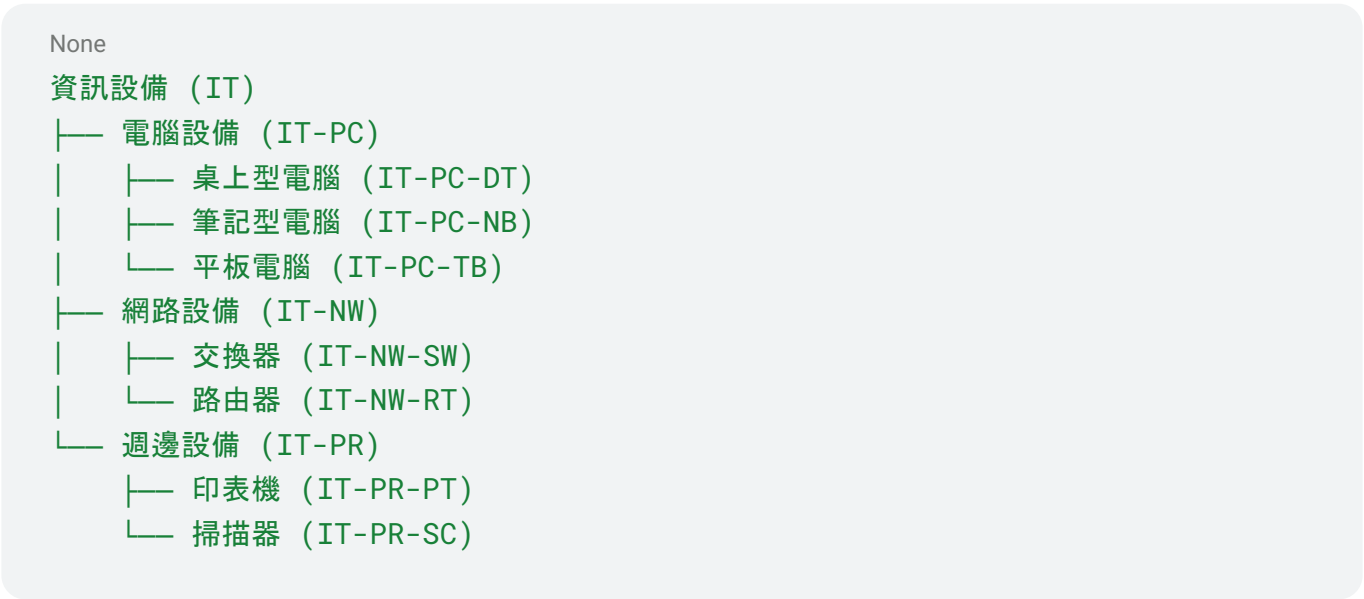 None
資訊設備 (IT)
├── 電腦設備 (IT-PC)
│   ├── 桌上型電腦 (IT-PC-DT)
│   ├── 筆記型電腦 (IT-PC-NB)
│   └── 平板電腦 (IT-PC-TB)
├── 網路設備 (IT-NW)
│   ├── 交換器 (IT-NW-SW)
│   └── 路由器 (IT-NW-RT)
└── 週邊設備 (IT-PR)
    ├── 印表機 (IT-PR-PT)
    └── 掃描器 (IT-PR-SC)